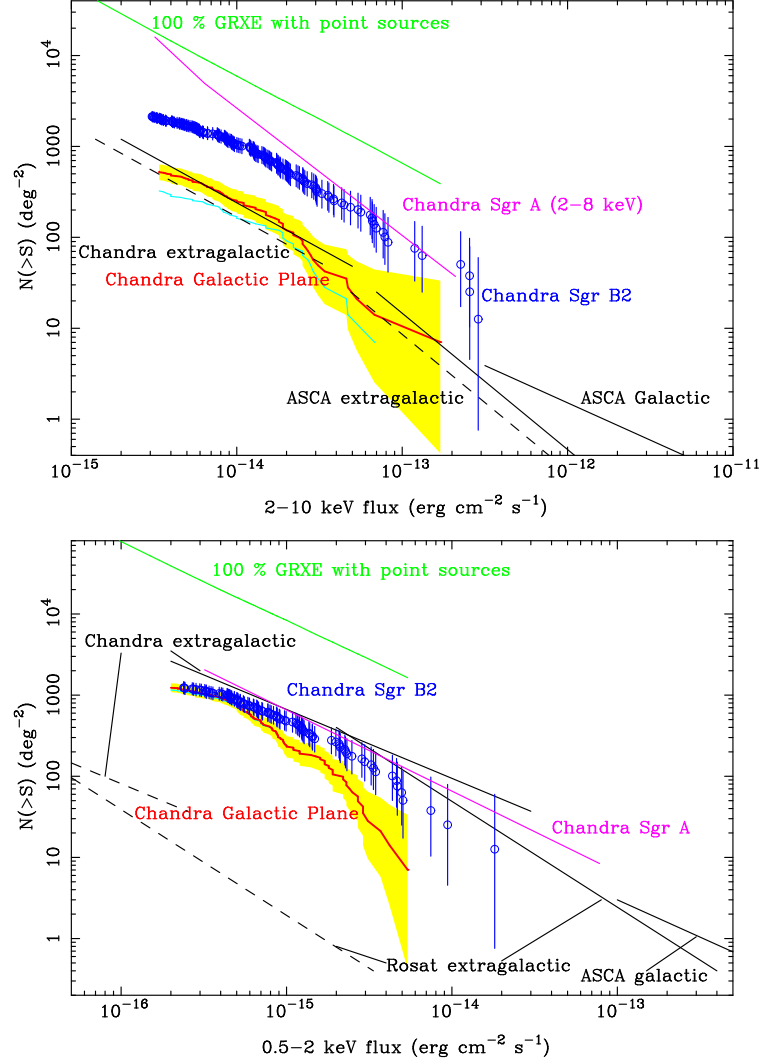 100 % GRXE with point sources
10⁴
1000
100
10
1
N(>S) (deg⁻²)
Chandra Sgr A (2−8 keV)
Chandra extragalactic
Chandra Galactic Plane
Chandra Sgr B2
ASCA extragalactic
ASCA Galactic
10⁻¹⁵
10⁻¹⁴
10⁻¹³
10⁻¹²
10⁻¹¹
2−10 keV flux (erg cm⁻² s⁻¹)
100 % GRXE with point sources
10⁴
1000
100
10
1
N(>S) (deg⁻²)
Chandra extragalactic
Chandra Sgr B2
Chandra Galactic Plane
Chandra Sgr A
Rosat extragalactic
ASCA galactic
10⁻¹⁶
10⁻¹⁵
10⁻¹⁴
10⁻¹³
0.5−2 keV flux (erg cm⁻² s⁻¹)